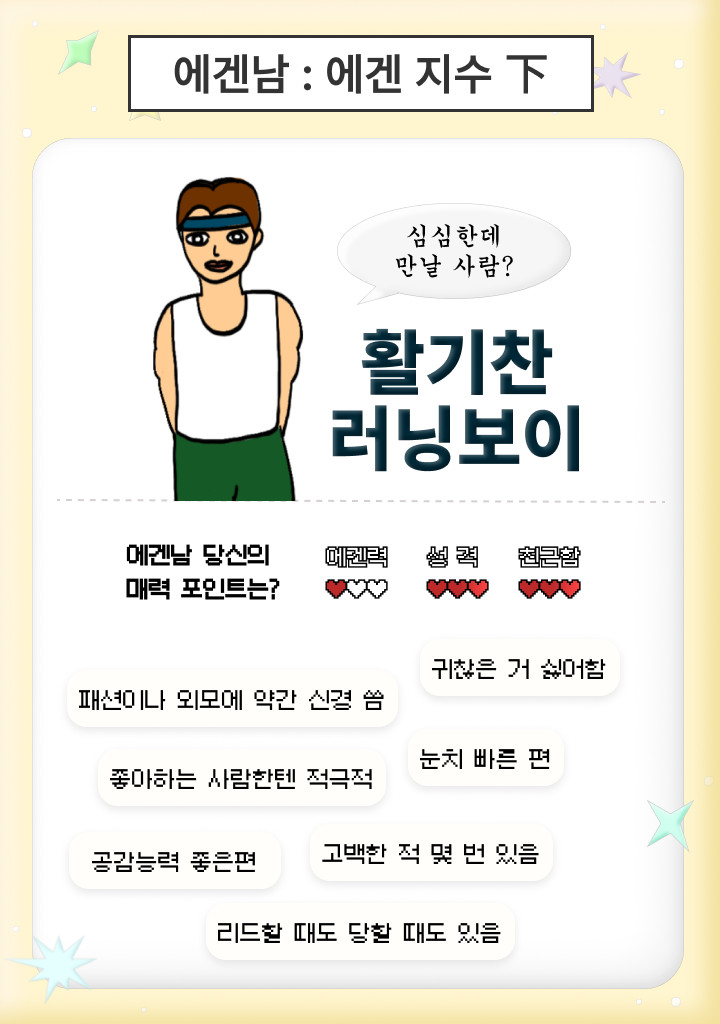 에겐남 : 에겐 지수 下
심심한데
만날 사람?
활기찬
러닝보이
에겐남 당신의
매력 포인트는?
에겐력 성 격 친근함
귀찮은 거 싫어함
패션이나 외모에 약간 신경 씀
눈치 빠른 편
좋아하는 사람한텐 적극적
고백한 적 몇 번 있음
공감능력 좋은편
리드할 때도 당할 때도 있음